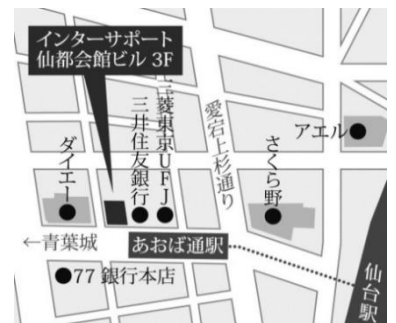 インターサポート
仙都会館ビル 3F
三菱東京UFJ
三井住友銀行
ダイエー
愛宕上杉通り
さくら野
アエル
←青葉城
あおば通駅
77 銀行本店
仙台駅